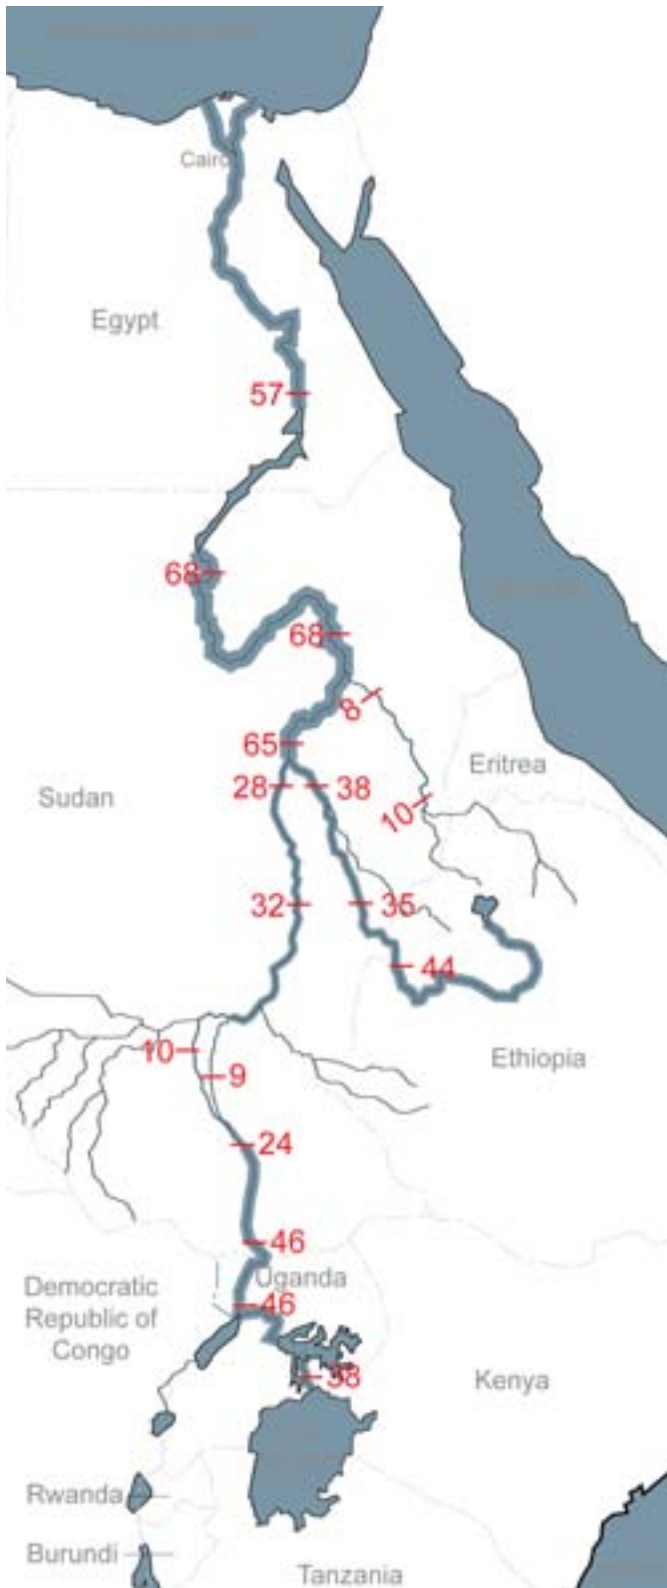 Cairo
Egypt
57
68
68
8
65
Eritrea
28
38
Sudan
10
32
35
44
10
Ethiopia
9
24
46
Uganda
Democratic
Republic of
Congo
46
38
Kenya
Rwanda
Burundi
Tanzania